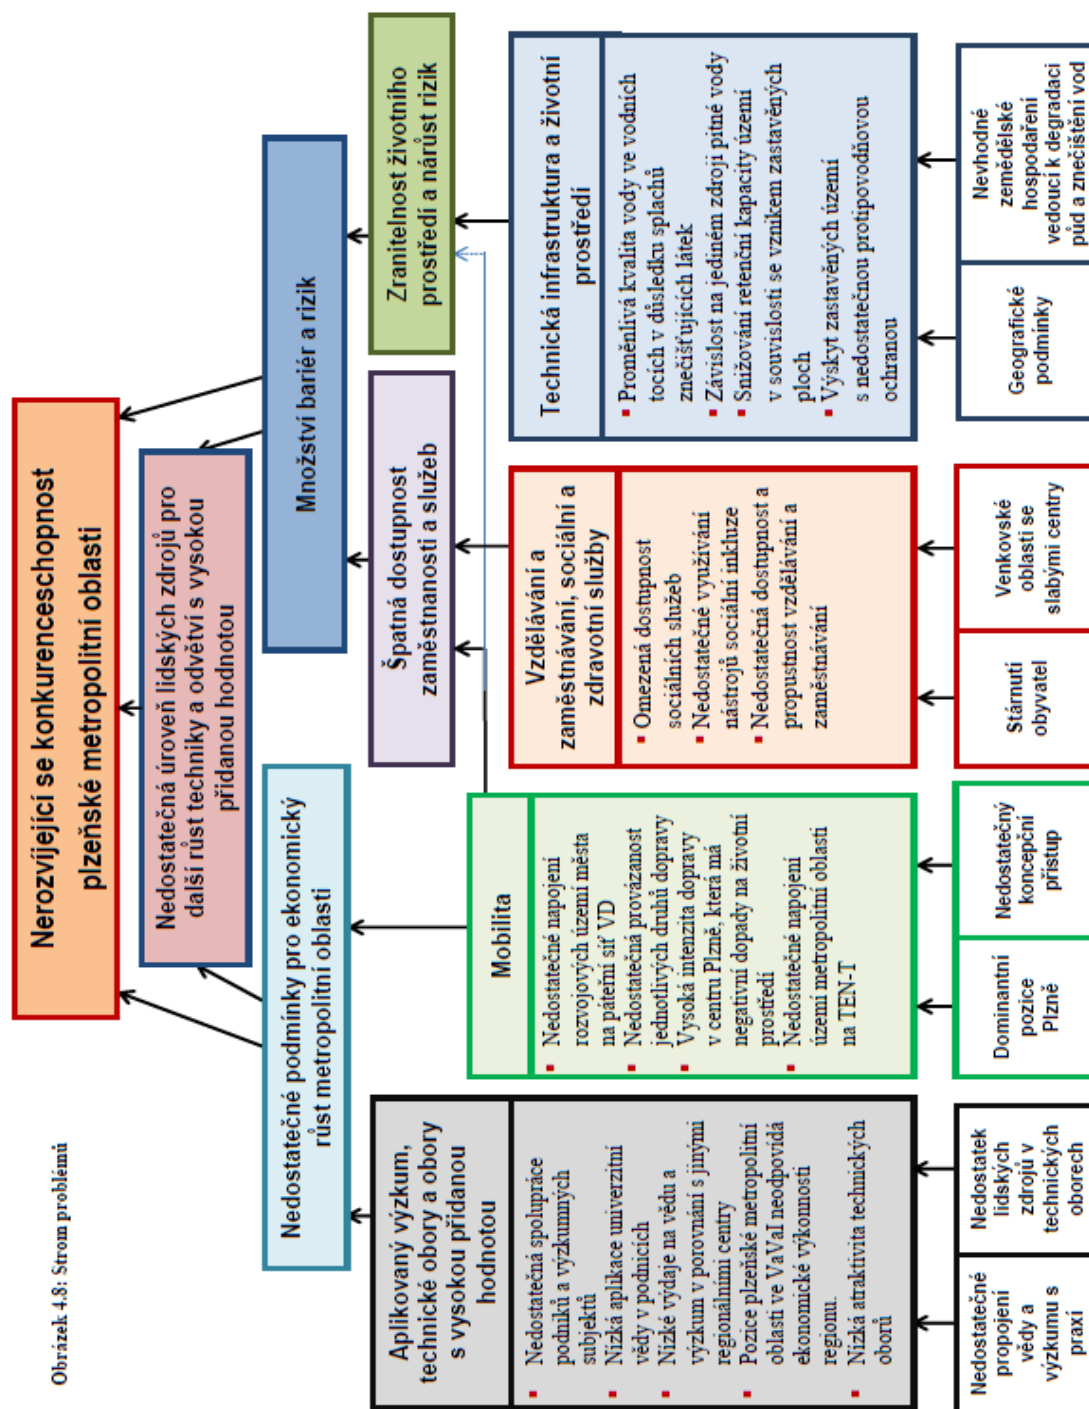 Obrázek 4.8: Strom problémů
Nerozvíjející se konkurenceschopnost
plzeňské metropolitní oblasti
Nedostatečná úroveň lidských zdrojů pro
další růst techniky a odvětví s vysokou
přidanou hodnotou
Nedostatečné podmínky pro ekonomický
růst metropolitní oblasti
Množství bariér a rizik
Špatná dostupnost
zaměstnanosti a služeb
Zranitelnost životního
prostředí a nárůst rizik
Aplikovaný výzkum,
technické obory a obory
s vysokou přidanou
hodnotou
Nedostatečná spolupráce
podniků a výzkumných
subjektů
Nízká aplikace univerzitní
vědy v podnicích
Nízké výdaje na vědu a
výzkum v porovnání s jinými
regionálními centry
Pozice plzeňské metropolitní
oblasti ve VaVaI neodpovídá
ekonomické výkonnosti
regionu.
Nízká atraktivita technických
oborů
Mobilita
Nedostatečné napojení
rozvojových území města
na páteřní síť VD
Nedostatečná provázanost
jednotlivých druhů dopravy
Vysoká intenzita dopravy
v centru Plzně, která má
negativní dopady na životní
prostředí
Nedostatečné napojení
území metropolitní oblasti
na TEN-T
Vzdělávání a
zaměstnávání, sociální a
zdravotní služby
Omezená dostupnost
sociálních služeb
Nedostatečné využívání
nástrojů sociální inkluze
Nedostatečná dostupnost a
propustnost vzdělávání a
zaměstnávání
Technická infrastruktura a životní
prostředí
Proměnlivá kvalita vody ve vodních
tocích v důsledku splachů
znečišťujících látek
Závislost na jediném zdroji pitné vody
Snižování retenční kapacity území
v souvislosti se vznikem zastavěných
ploch
Výskyt zastavěných území
s nedostatečnou protipovodňovou
ochranou
Nedostatečné
propojení
vědy a
výzkumu s
praxí
Nedostatek
lidských
zdrojů v
technických
oborech
Dominantní
pozice
Plzně
Nedostatečný
koncepční
přístup
Stárnutí
obyvatel
Venkovské
oblasti se
slabými centry
Geografické
podmínky
Nevhodné
zemědělské
hospodaření
vedoucí k degradaci
půd a znečištění vod